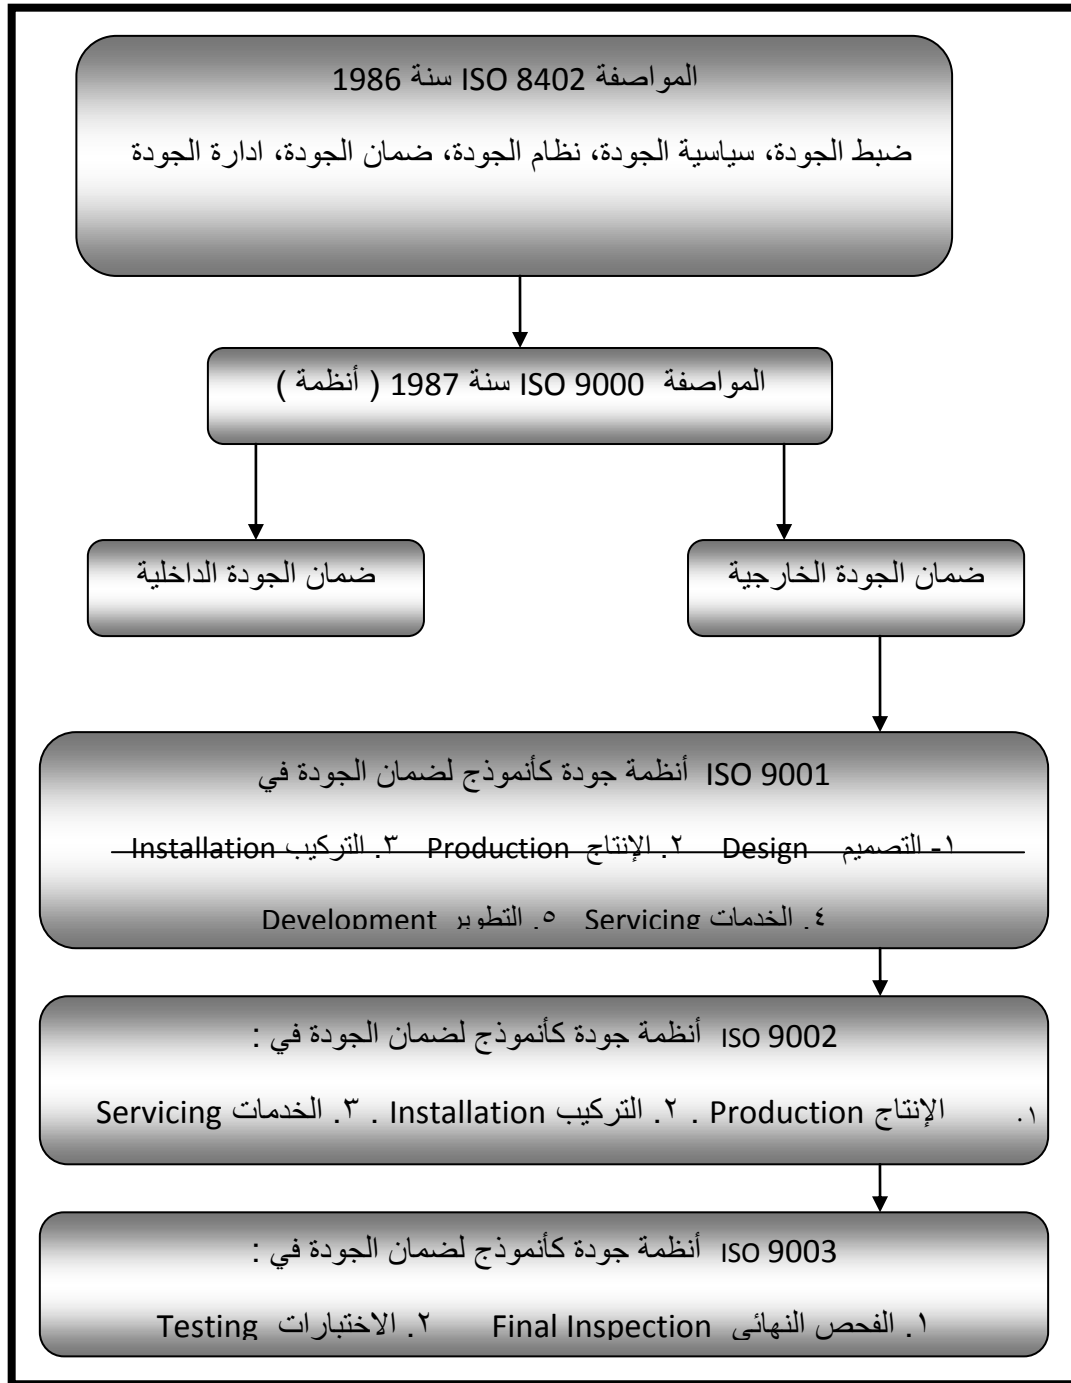 المواصفة ISO 8402 سنة 1986
ضبط الجودة، سياسية الجودة، نظام الجودة، ضمان الجودة، ادارة الجودة
المواصفة ISO 9000 سنة 1987 ( أنظمة )
ضمان الجودة الخارجية
ضمان الجودة الداخلية
ISO 9001 أنظمة جودة كأنموذج لضمان الجودة في
١- التصميم Design ٢. الإنتاج Production ٣. التركيب Installation
٤. الخدمات Servicing ٥. التطوير Development
ISO 9002 أنظمة جودة كأنموذج لضمان الجودة في :
١. الإنتاج Production . ٢. التركيب Installation . ٣. الخدمات Servicing
ISO 9003 أنظمة جودة كأنموذج لضمان الجودة في :
١. الفحص النهائي Final Inspection ٢. الاختبارات Testing